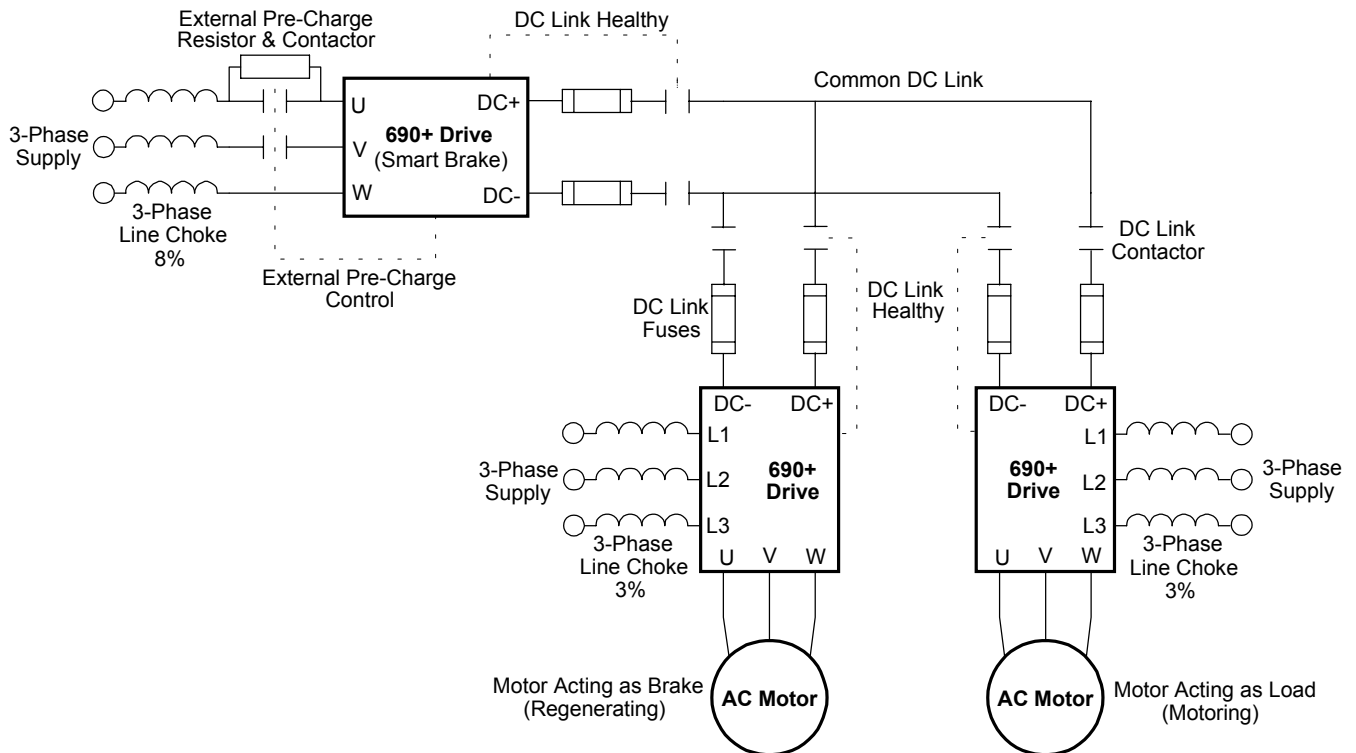 External Pre-Charge
Resistor & Contactor
DC Link Healthy
Common DC Link
3-Phase
Supply
U
V
W
DC+
DC-
690+ Drive
(Smart Brake)
3-Phase
Line Choke
8%
External Pre-Charge
Control
DC Link
Contactor
DC Link
Fuses
DC Link
Healthy
DC-
DC+
L1
L2
L3
690+
Drive
U
V
W
3-Phase
Supply
3-Phase
Line Choke
3%
DC-
DC+
L1
L2
L3
690+
Drive
U
V
W
3-Phase
Supply
3-Phase
Line Choke
3%
Motor Acting as Brake
(Regenerating)
AC Motor
AC Motor
Motor Acting as Load
(Motoring)